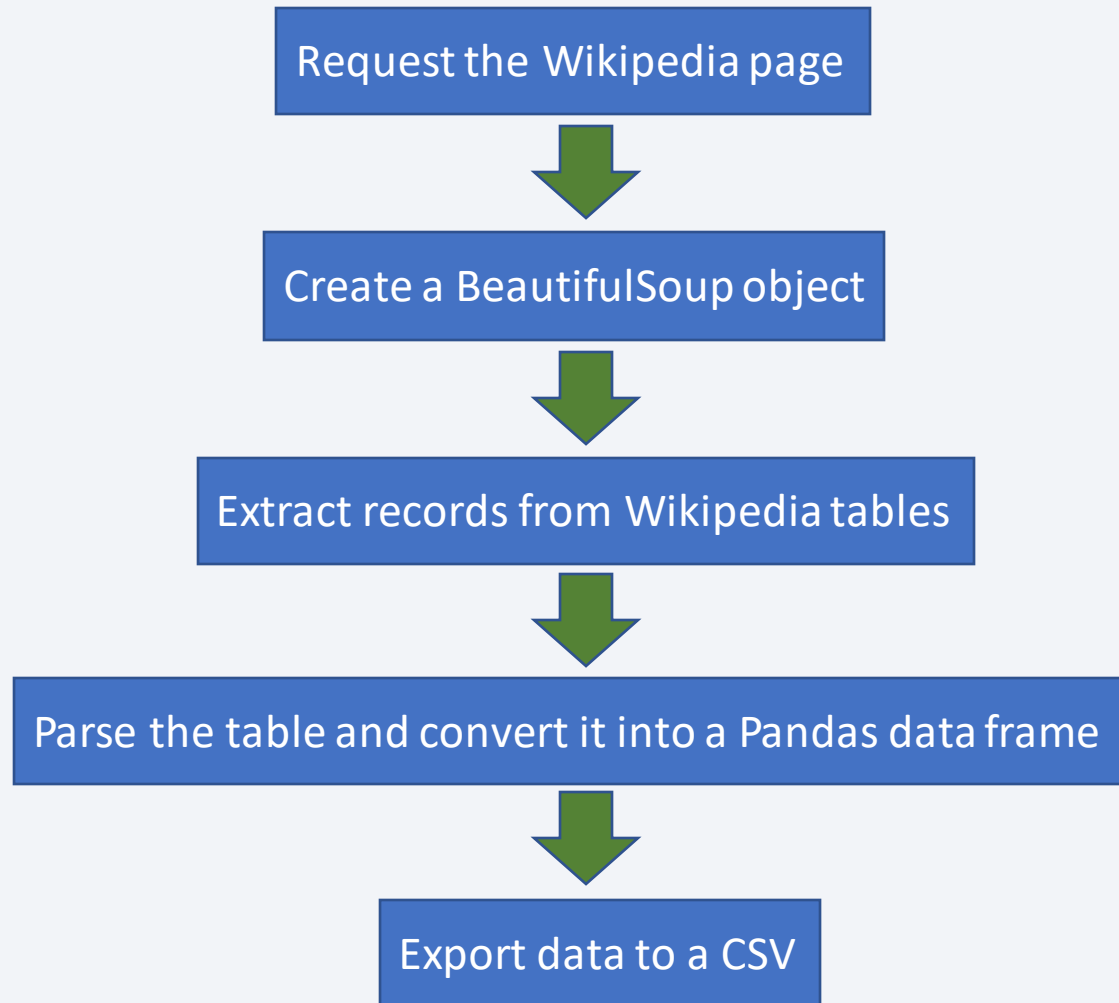 Request the Wikipedia page
Create a BeautifulSoup object
Extract records from Wikipedia tables
Parse the table and convert it into a Pandas data frame
Export data to a CSV